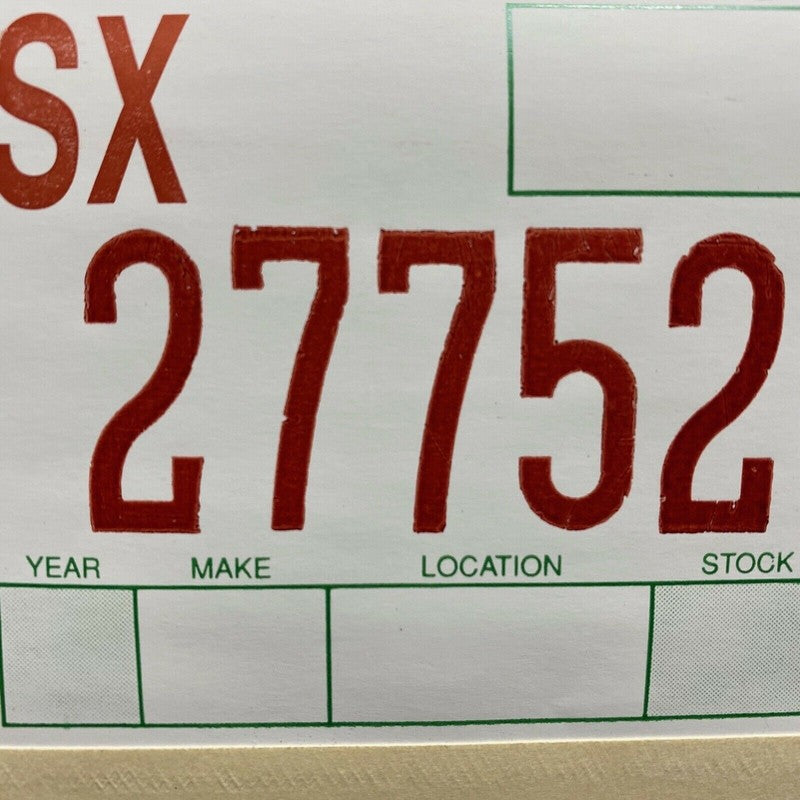 SX
27752
YEAR MAKE LOCATION STOCK